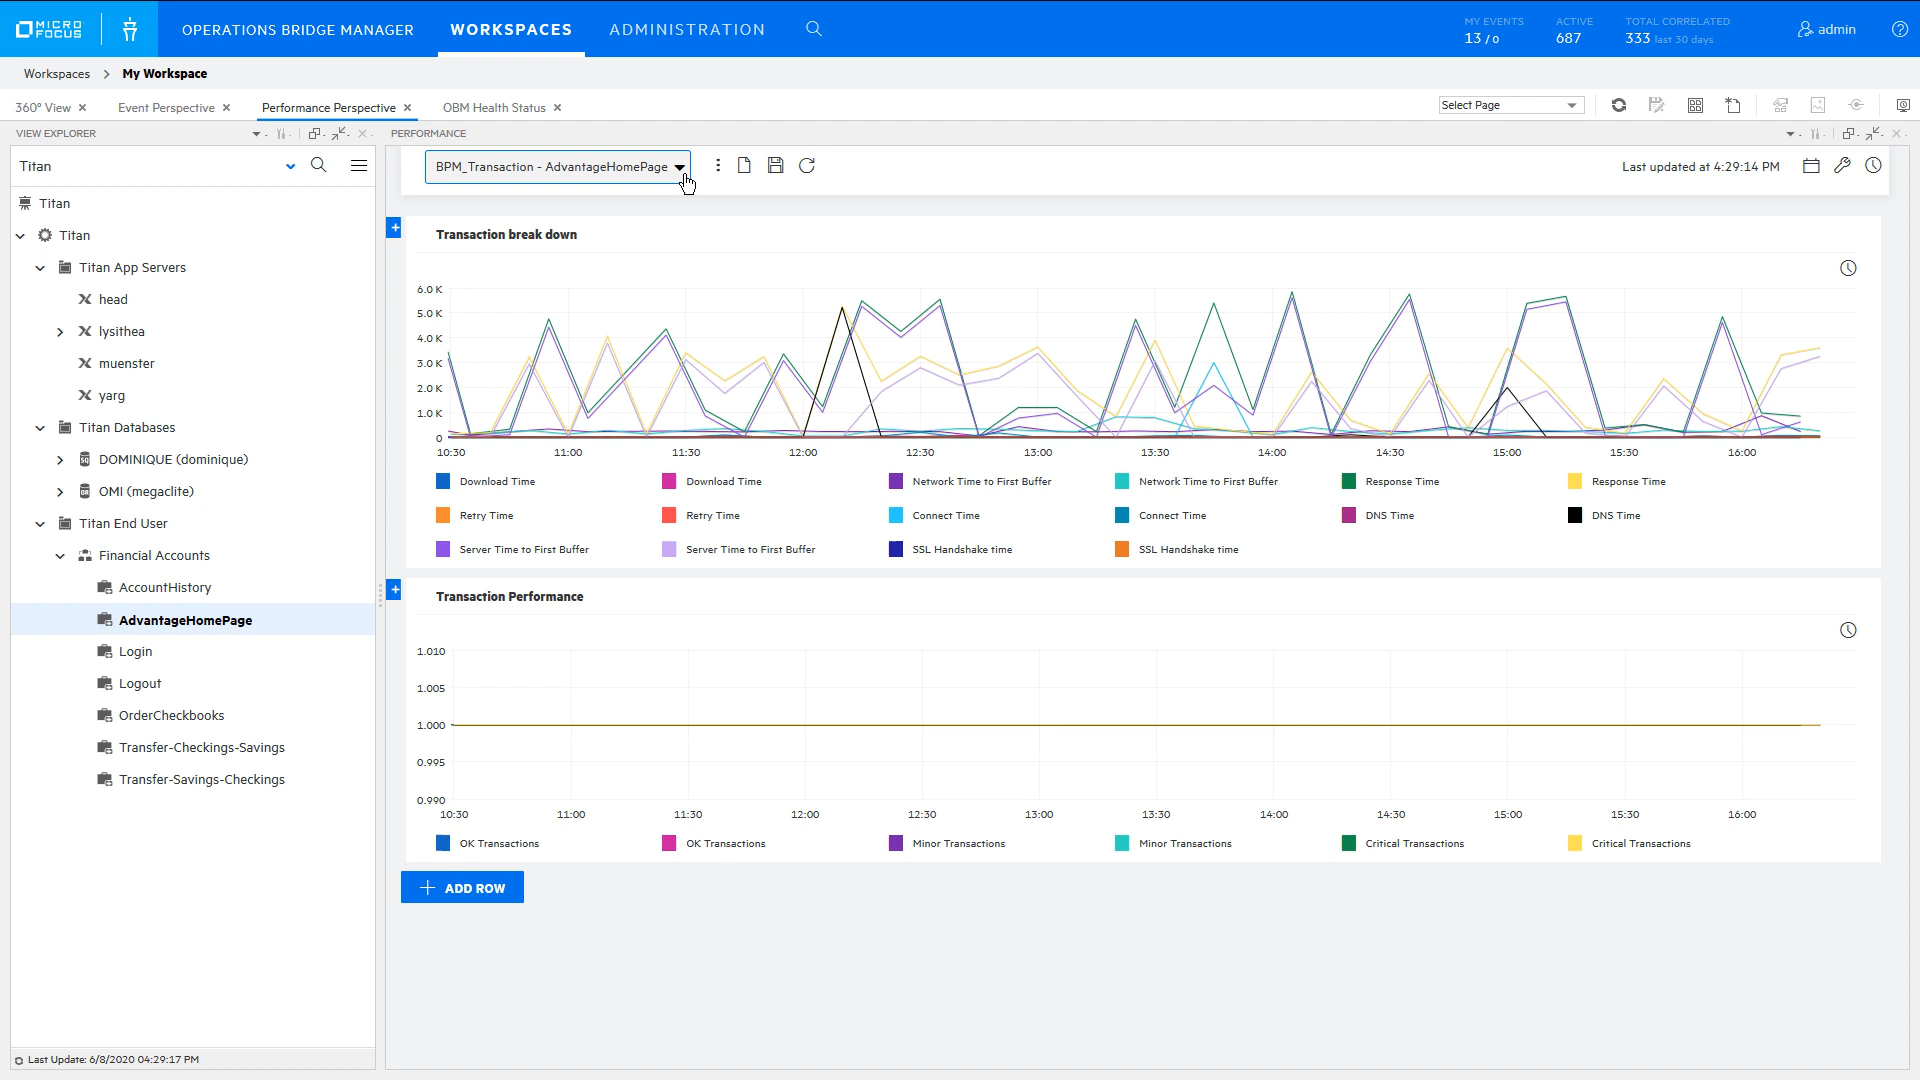 MICRO FOCUS
OPERATIONS BRIDGE MANAGER
WORKSPACES
ADMINISTRATION
MY EVENTS
13 / 0
ACTIVE
687
TOTAL CORRELATED
333 last 30 days
admin
Workspaces > My Workspace
360° View
Event Perspective
Performance Perspective
OBM Health Status
Select Page
VIEW EXPLORER
Titan
Titan
Titan
Titan App Servers
head
lysithea
muenster
yarg
Titan Databases
DOMINIQUE (dominique)
OMI (megaclite)
Titan End User
Financial Accounts
AccountHistory
AdvantageHomePage
Login
Logout
OrderCheckbooks
Transfer-Checkings-Savings
Transfer-Savings-Checkings
Last Update: 6/8/2020 04:29:17 PM
PERFORMANCE
BPM_Transaction - AdvantageHomePage
Last updated at 4:29:14 PM
Transaction break down
6.0 K
5.0 K
4.0 K
3.0 K
2.0 K
1.0 K
0
10:30 11:00 11:30 12:00 12:30 13:00 13:30 14:00 14:30 15:00 15:30 16:00
Download Time Download Time Network Time to First Buffer Network Time to First Buffer Response Time Response Time
Retry Time Retry Time Connect Time Connect Time DNS Time DNS Time
Server Time to First Buffer Server Time to First Buffer SSL Handshake time SSL Handshake time
Transaction Performance
1.010
1.005
1.000
0.995
0.990
10:30 11:00 11:30 12:00 12:30 13:00 13:30 14:00 14:30 15:00 15:30 16:00
OK Transactions OK Transactions Minor Transactions Minor Transactions Critical Transactions Critical Transactions
+ ADD ROW